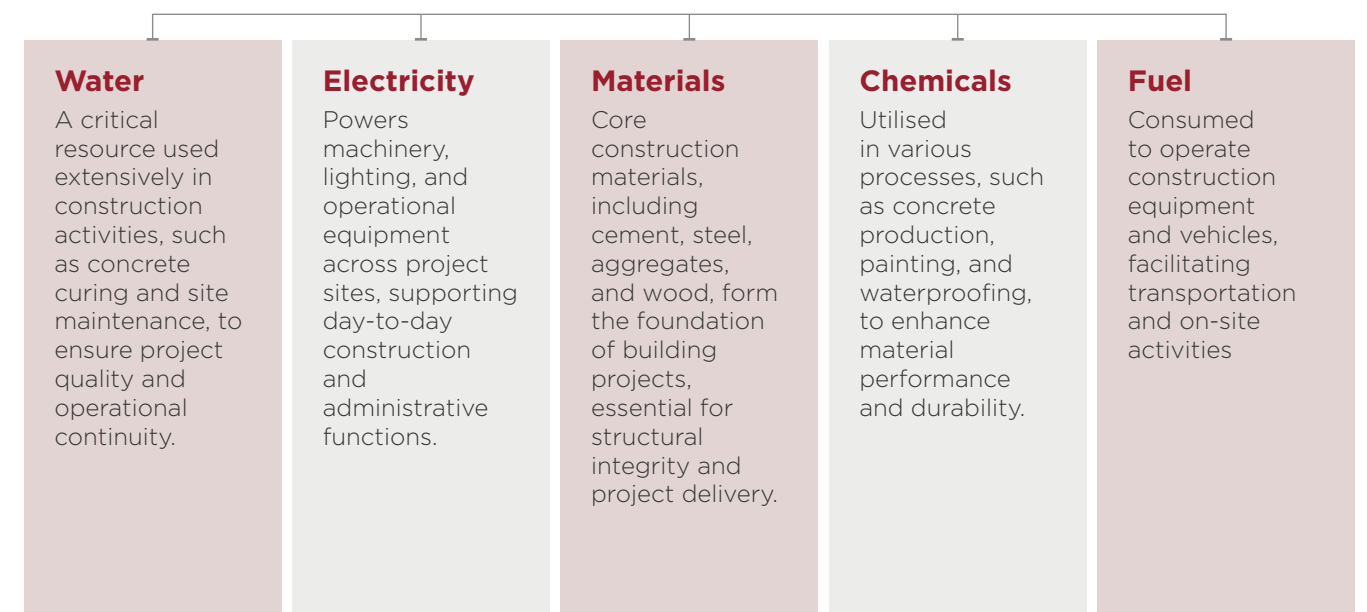 Water
A critical
resource used
extensively in
construction
activities, such
as concrete
curing and site
maintenance, to
ensure project
quality and
operational
continuity.
Electricity
Powers
machinery,
lighting, and
operational
equipment
across project
sites, supporting
day-to-day
construction
and
administrative
functions.
Materials
Core
construction
materials,
including
cement, steel,
aggregates,
and wood, form
the foundation
of building
projects,
essential for
structural
integrity and
project delivery.
Chemicals
Utilised
in various
processes, such
as concrete
production,
painting, and
waterproofing,
to enhance
material
performance
and durability.
Fuel
Consumed
to operate
construction
equipment
and vehicles,
facilitating
transportation
and on-site
activities